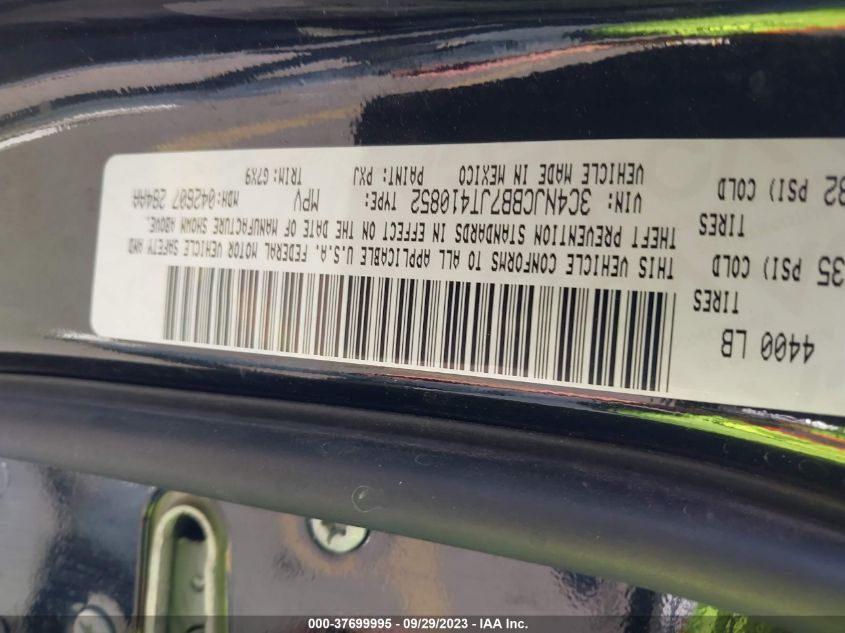 4400 LB
TIRES
35 PSI) COLD
TIRES
32 PSI) COLD
THIS VEHICLE CONFORMS TO ALL APPLICABLE U.S.A. FEDERAL MOTOR VEHICLE SAFETY AND
THEFT PREVENTION STANDARDS IN EFFECT ON THE DATE OF MANUFACTURE SHOWN ABOVE.
VIN: 3C4NJCBB7JT410852 TYPE: MPV MDH: 042607 284AA
VEHICLE MADE IN MEXICO PAINT: PXJ TRIM: G7X9
000-37699995 - 09/29/2023 - IAA Inc.